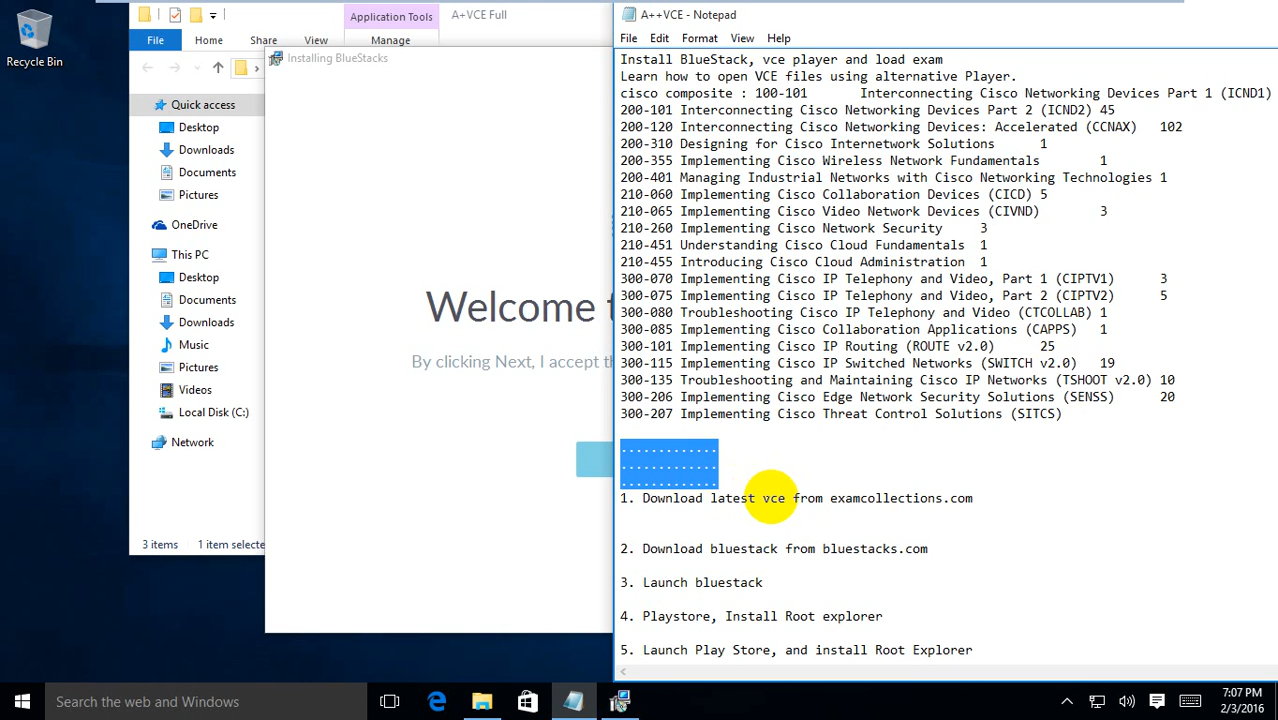 Recycle Bin
Application Tools
A+VCE Full
File
Home
Share
View
Manage
Quick access
Desktop
Downloads
Documents
Pictures
OneDrive
This PC
Desktop
Documents
Downloads
Music
Pictures
Videos
Local Disk (C:)
Network
3 items
1 item selecte
Installing BlueStacks
Welcome t
By clicking Next, I accept th
A++VCE - Notepad
File Edit Format View Help
Install BlueStack, vce player and load exam
Learn how to open VCE files using alternative Player.
cisco composite : 100-101 Interconnecting Cisco Networking Devices Part 1 (ICND1)
200-101 Interconnecting Cisco Networking Devices Part 2 (ICND2) 45
200-120 Interconnecting Cisco Networking Devices: Accelerated (CCNAX) 102
200-310 Designing for Cisco Internetwork Solutions 1
200-355 Implementing Cisco Wireless Network Fundamentals 1
200-401 Managing Industrial Networks with Cisco Networking Technologies 1
210-060 Implementing Cisco Collaboration Devices (CICD) 5
210-065 Implementing Cisco Video Network Devices (CIVND) 3
210-260 Implementing Cisco Network Security 3
210-451 Understanding Cisco Cloud Fundamentals 1
210-455 Introducing Cisco Cloud Administration 1
300-070 Implementing Cisco IP Telephony and Video, Part 1 (CIPTV1) 3
300-075 Implementing Cisco IP Telephony and Video, Part 2 (CIPTV2) 5
300-080 Troubleshooting Cisco IP Telephony and Video (CTCOLLAB) 1
300-085 Implementing Cisco Collaboration Applications (CAPPS) 1
300-101 Implementing Cisco IP Routing (ROUTE v2.0) 25
300-115 Implementing Cisco IP Switched Networks (SWITCH v2.0) 19
300-135 Troubleshooting and Maintaining Cisco IP Networks (TSHOOT v2.0) 10
300-206 Implementing Cisco Edge Network Security Solutions (SENSS) 20
300-207 Implementing Cisco Threat Control Solutions (SITCS)
.............
.............
.............
1. Download latest vce from examcollections.com
2. Download bluestack from bluestacks.com
3. Launch bluestack
4. Playstore, Install Root explorer
5. Launch Play Store, and install Root Explorer
Search the web and Windows
7:07 PM
2/3/2016